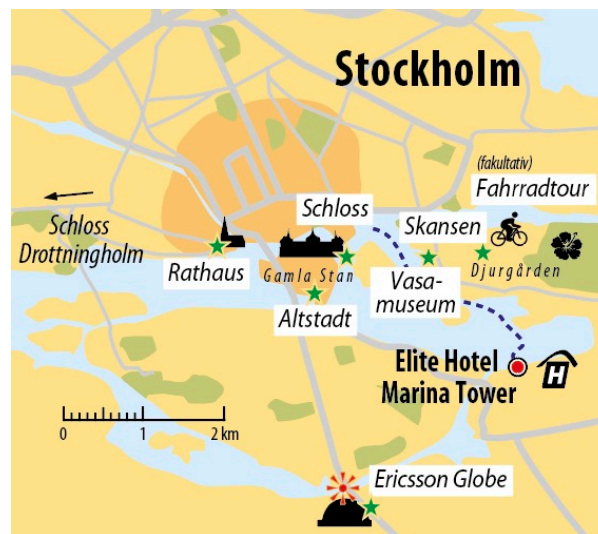 Stockholm
(fakultativ)
Fahrradtour
Schloss
Skansen
Schloss
Drottningholm
Rathaus
Gamla Stan
Djurgården
Vasa-
museum
Altstadt
Elite Hotel
Marina Tower
H
0 1 2 km
Ericsson Globe